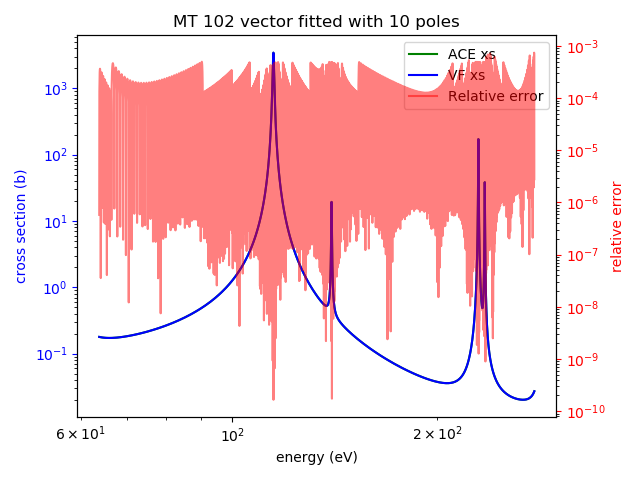 MT 102 vector fitted with 10 poles
ACE xs
VF xs
Relative error
cross section (b)
10³
10²
10¹
10⁰
10⁻¹
relative error
10⁻³
10⁻⁴
10⁻⁵
10⁻⁶
10⁻⁷
10⁻⁸
10⁻⁹
10⁻¹⁰
6 × 10¹
10²
2 × 10²
energy (eV)